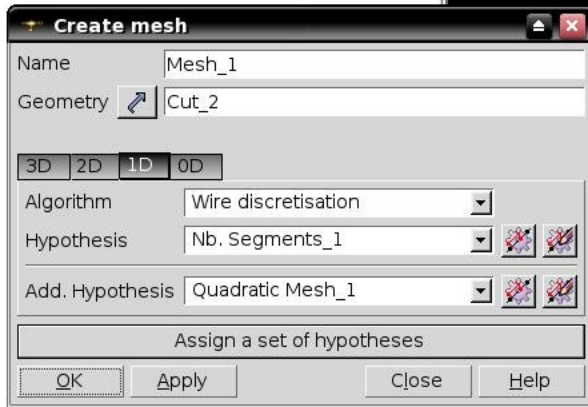 Create mesh
Name Mesh_1
Geometry Cut_2
3D 2D 1D 0D
Algorithm Wire discretisation
Hypothesis Nb. Segments_1
Add. Hypothesis Quadratic Mesh_1
Assign a set of hypotheses
OK Apply Close Help